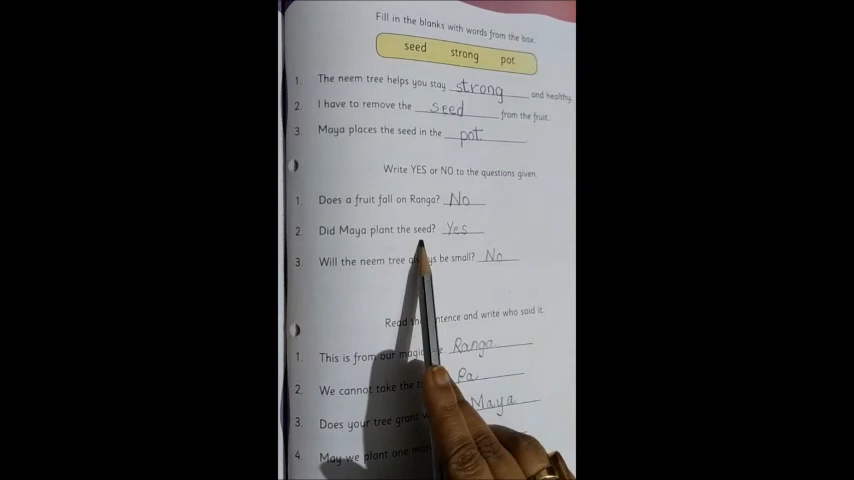 Fill in the blanks with words from the box.
seed strong pot
1. The neem tree helps you stay strong and healthy.
2. I have to remove the seed from the fruit.
3. Maya places the seed in the pot
Write YES or NO to the questions given.
1. Does a fruit fall on Ranga? No
2. Did Maya plant the seed? Yes
3. Will the neem tree be small? No
Read the sentence and write who said it.
1. This is from our magic Ranga
2. We cannot take the Pa
3. Does your tree grant Maya
4. May we plant one